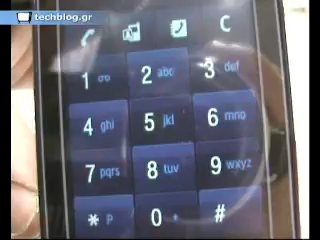 techblog.gr
C
1 2 abc 3 def
4 ghi 5 jkl 6 mno
7 pqrs 8 tuv 9 wxyz
* P 0 + #